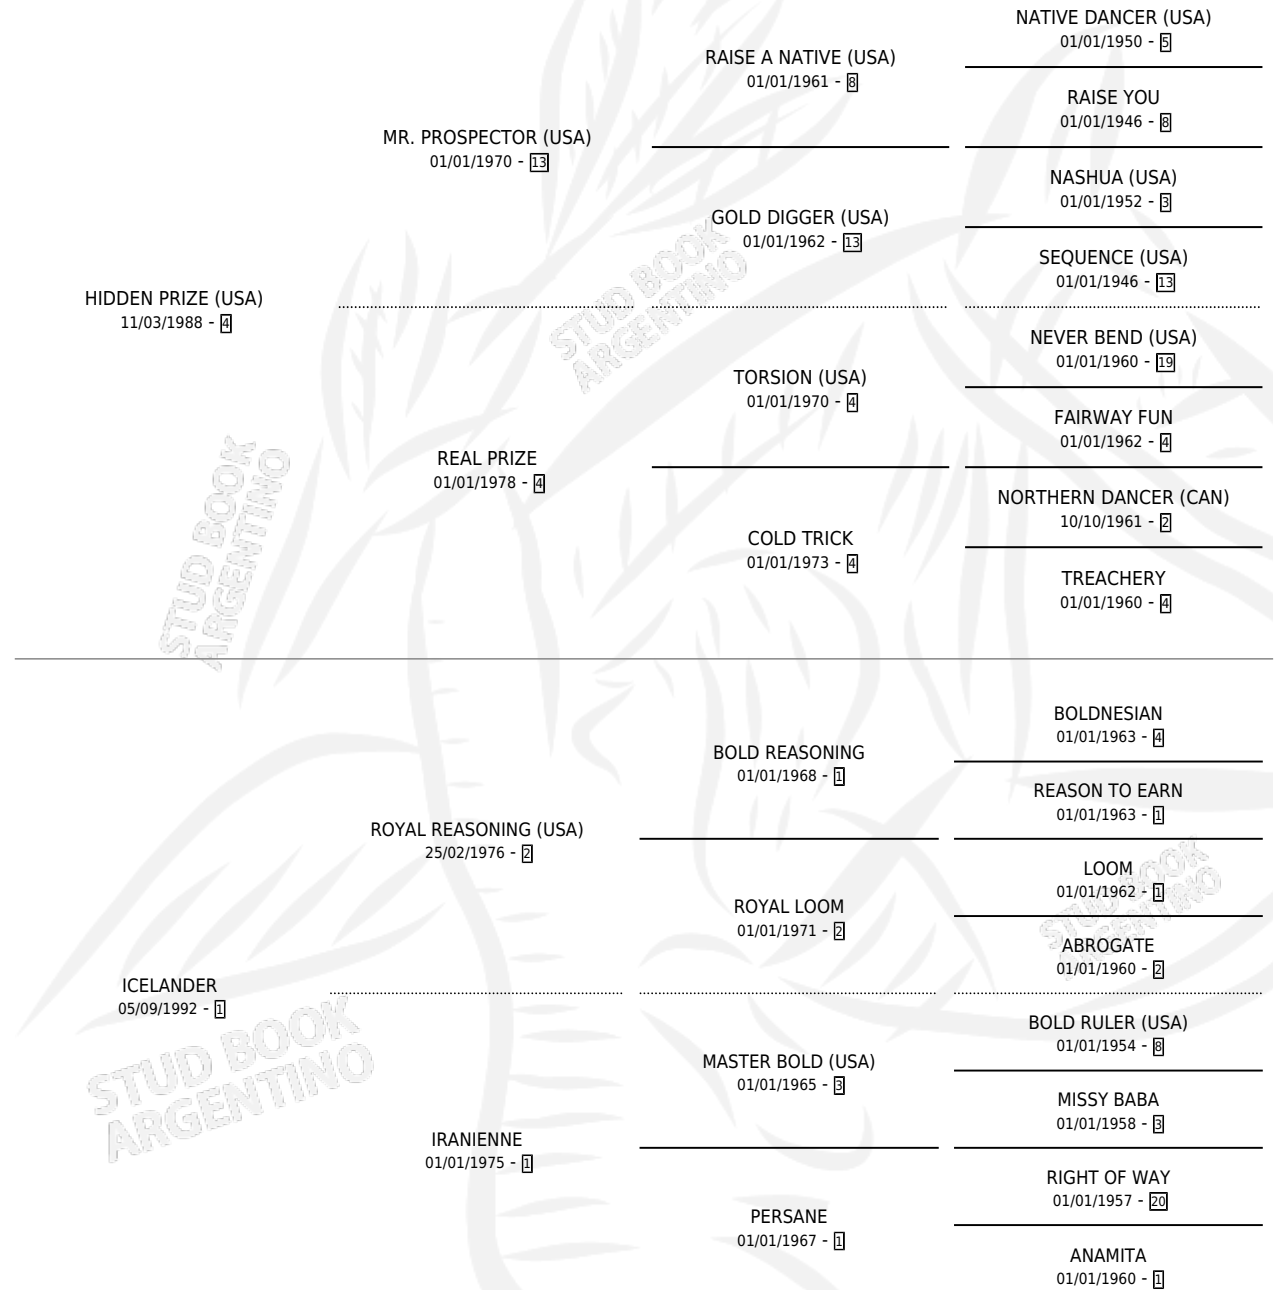 NATIVE DANCER (USA)
01/01/1950 - 5
RAISE A NATIVE (USA)
01/01/1961 - 8
RAISE YOU
01/01/1946 - 8
MR. PROSPECTOR (USA)
01/01/1970 - 13
NASHUA (USA)
01/01/1952 - 3
GOLD DIGGER (USA)
01/01/1962 - 13
SEQUENCE (USA)
01/01/1946 - 13
HIDDEN PRIZE (USA)
11/03/1988 - 4
STUD BOOK
ARGENTINO
NEVER BEND (USA)
01/01/1960 - 19
TORSION (USA)
01/01/1970 - 4
FAIRWAY FUN
01/01/1962 - 4
REAL PRIZE
01/01/1978 - 4
NORTHERN DANCER (CAN)
10/10/1961 - 2
COLD TRICK
01/01/1973 - 4
TREACHERY
01/01/1960 - 4
STUD BOOK
ARGENTINO
BOLDNESIAN
01/01/1963 - 4
BOLD REASONING
01/01/1968 - 1
REASON TO EARN
01/01/1963 - 1
ROYAL REASONING (USA)
25/02/1976 - 2
LOOM
01/01/1962 - 1
ROYAL LOOM
01/01/1971 - 2
ABROGATE
01/01/1960 - 2
STUD BOOK
ARGENTINO
ICELANDER
05/09/1992 - 1
BOLD RULER (USA)
01/01/1954 - 8
MASTER BOLD (USA)
01/01/1965 - 3
MISSY BABA
01/01/1958 - 3
STUD BOOK
ARGENTINO
IRANIENNE
01/01/1975 - 1
RIGHT OF WAY
01/01/1957 - 20
PERSANE
01/01/1967 - 1
ANAMITA
01/01/1960 - 1